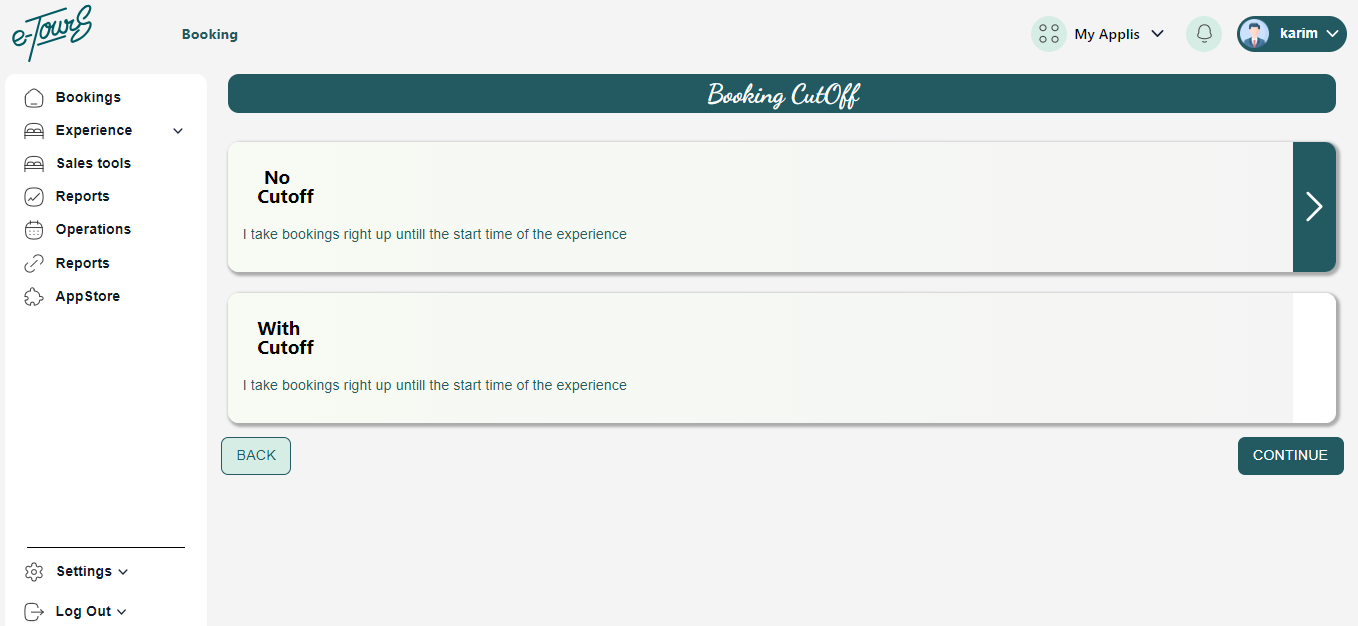 e-Tours
Booking
My Applis
karim
Bookings
Experience
Sales tools
Reports
Operations
Reports
AppStore
Settings
Log Out
Booking CutOff
No
Cutoff
I take bookings right up untill the start time of the experience
With
Cutoff
I take bookings right up untill the start time of the experience
BACK
CONTINUE